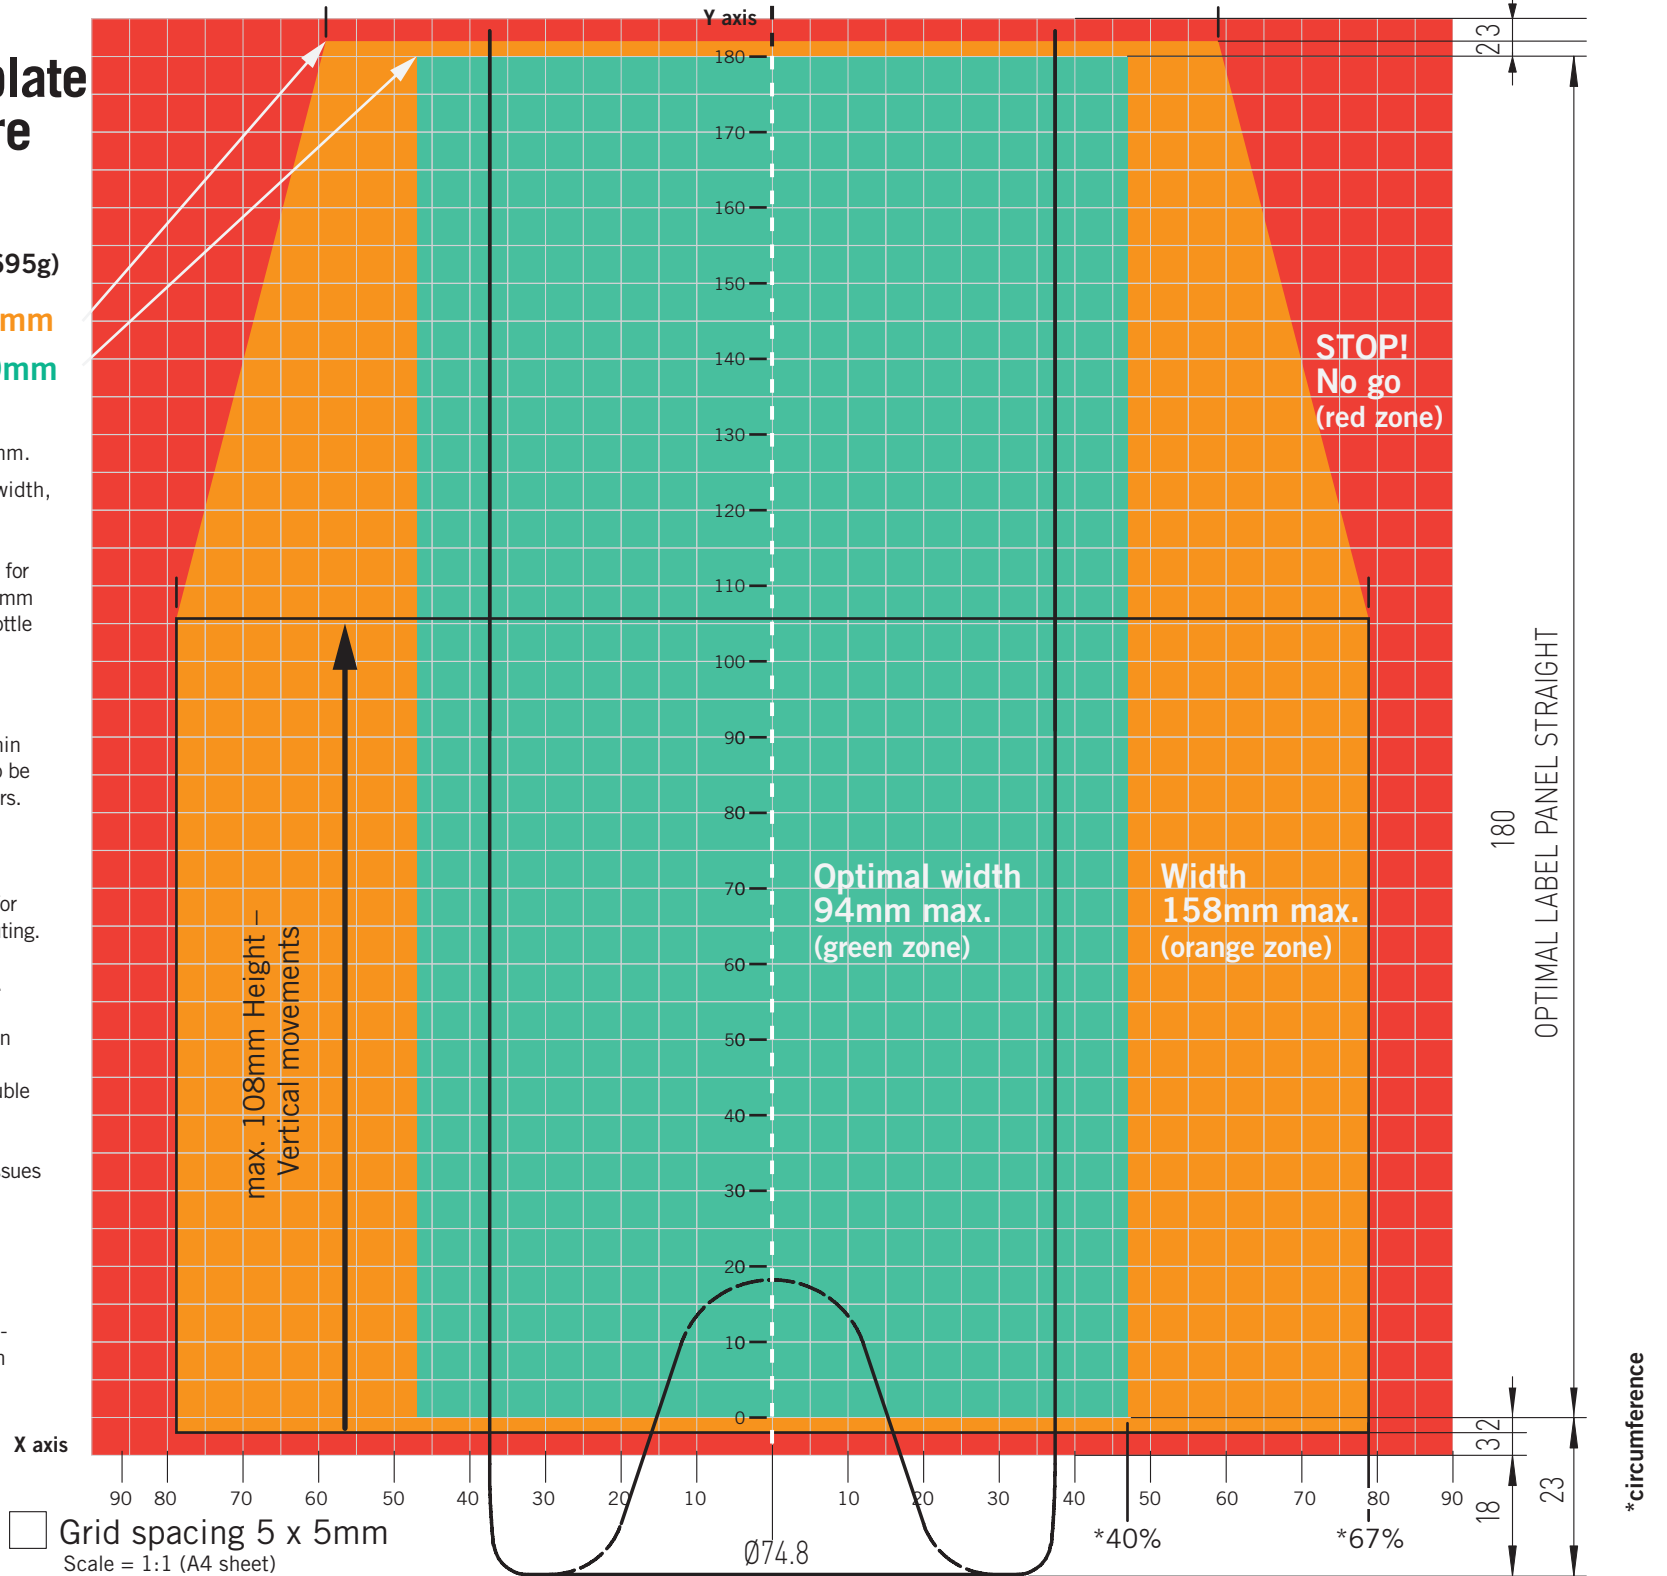 plate
re
595g)
mm
0mm
mm.
width,
for
mm
ottle
min
o be
rs.
or
ting.
n
uble
ssues
-
n
Y axis
180
170
160
150
140
130
120
110
100
90
80
70
60
50
40
30
20
10
0
STOP!
No go
(red zone)
Optimal width
94mm max.
(green zone)
Width
158mm max.
(orange zone)
max. 108mm Height –
Vertical movements
23
180
OPTIMAL LABEL PANEL STRAIGHT
32
18
23
*circumference
X axis
90 80 70 60 50 40 30 20 10 10 20 30 40 50 60 70 80 90
*40%
*67%
Ø74.8
Grid spacing 5 x 5mm
Scale = 1:1 (A4 sheet)